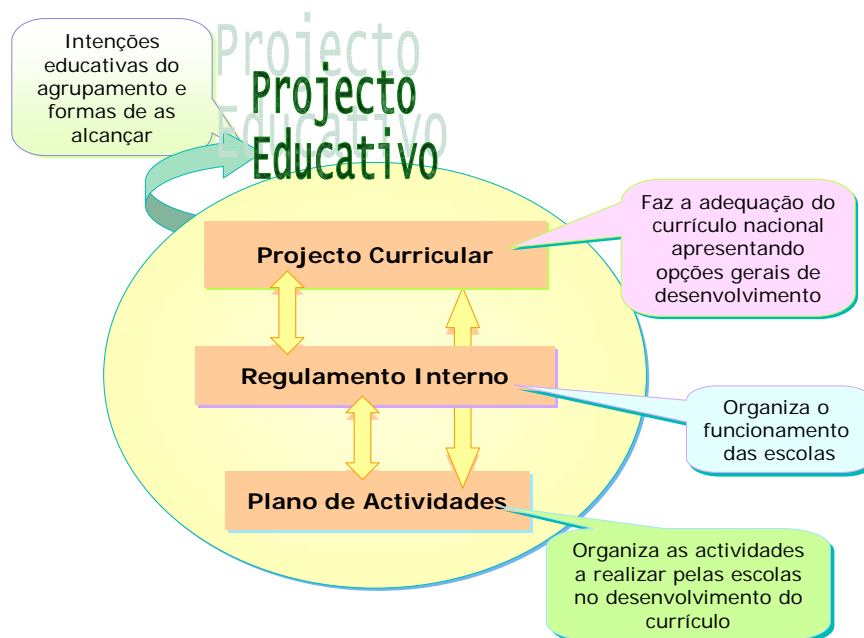 Intenções
educativas do
agrupamento e
formas de as
alcançar
Projecto
Educativo
Projecto Curricular
Faz a adequação do
currículo nacional
apresentando
opções gerais de
desenvolvimento
Regulamento Interno
Organiza o
funcionamento
das escolas
Plano de Actividades
Organiza as actividades
a realizar pelas escolas
no desenvolvimento do
currículo